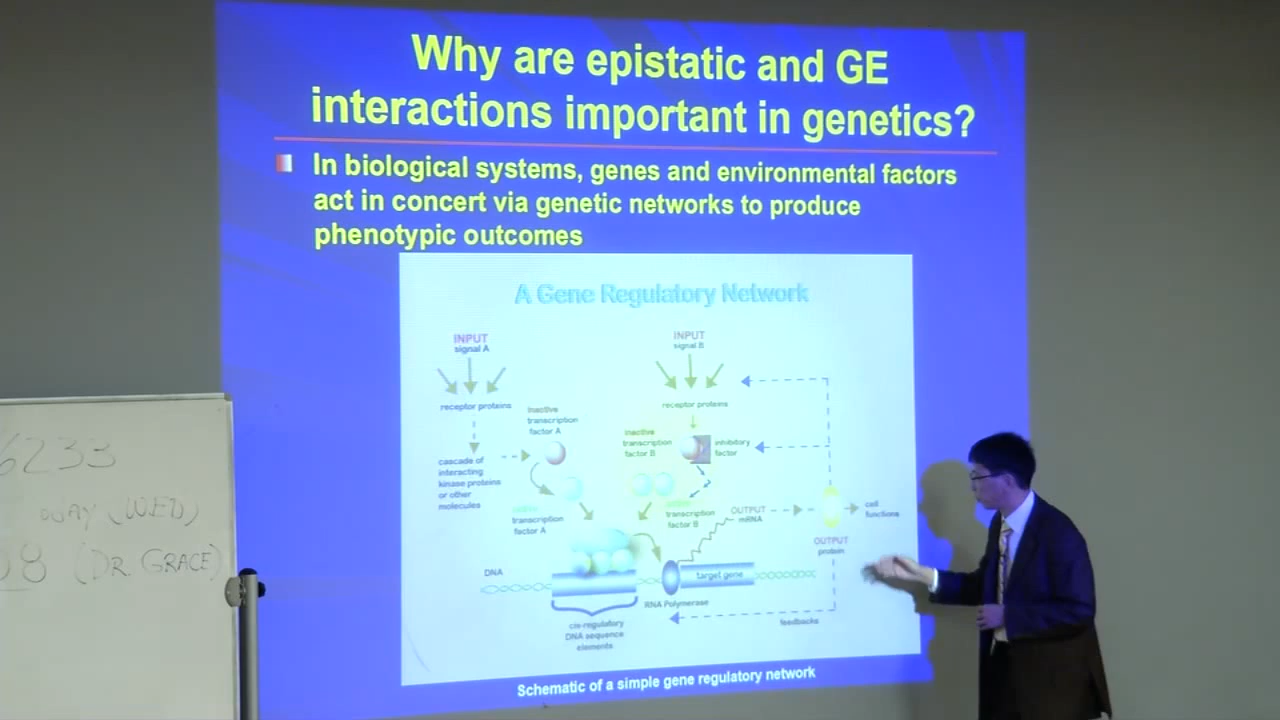 Why are epistatic and GE
interactions important in genetics?
In biological systems, genes and environmental factors
act in concert via genetic networks to produce
phenotypic outcomes
A Gene Regulatory Network
INPUT
signal A
receptor proteins
cascade of
interacting
kinase proteins
or other
molecules
inactive
transcription
factor A
transcription
factor A
INPUT
signal B
receptor proteins
inactive
transcription
factor B
inhibitory
factor
transcription
factor B
OUTPUT
mRNA
cell
functions
OUTPUT
protein
DNA
target gene
RNA Polymerase
cis-regulatory
DNA sequence
elements
feedbacks
Schematic of a simple gene regulatory network
6233
(WED)
08 (DR. GRACE)